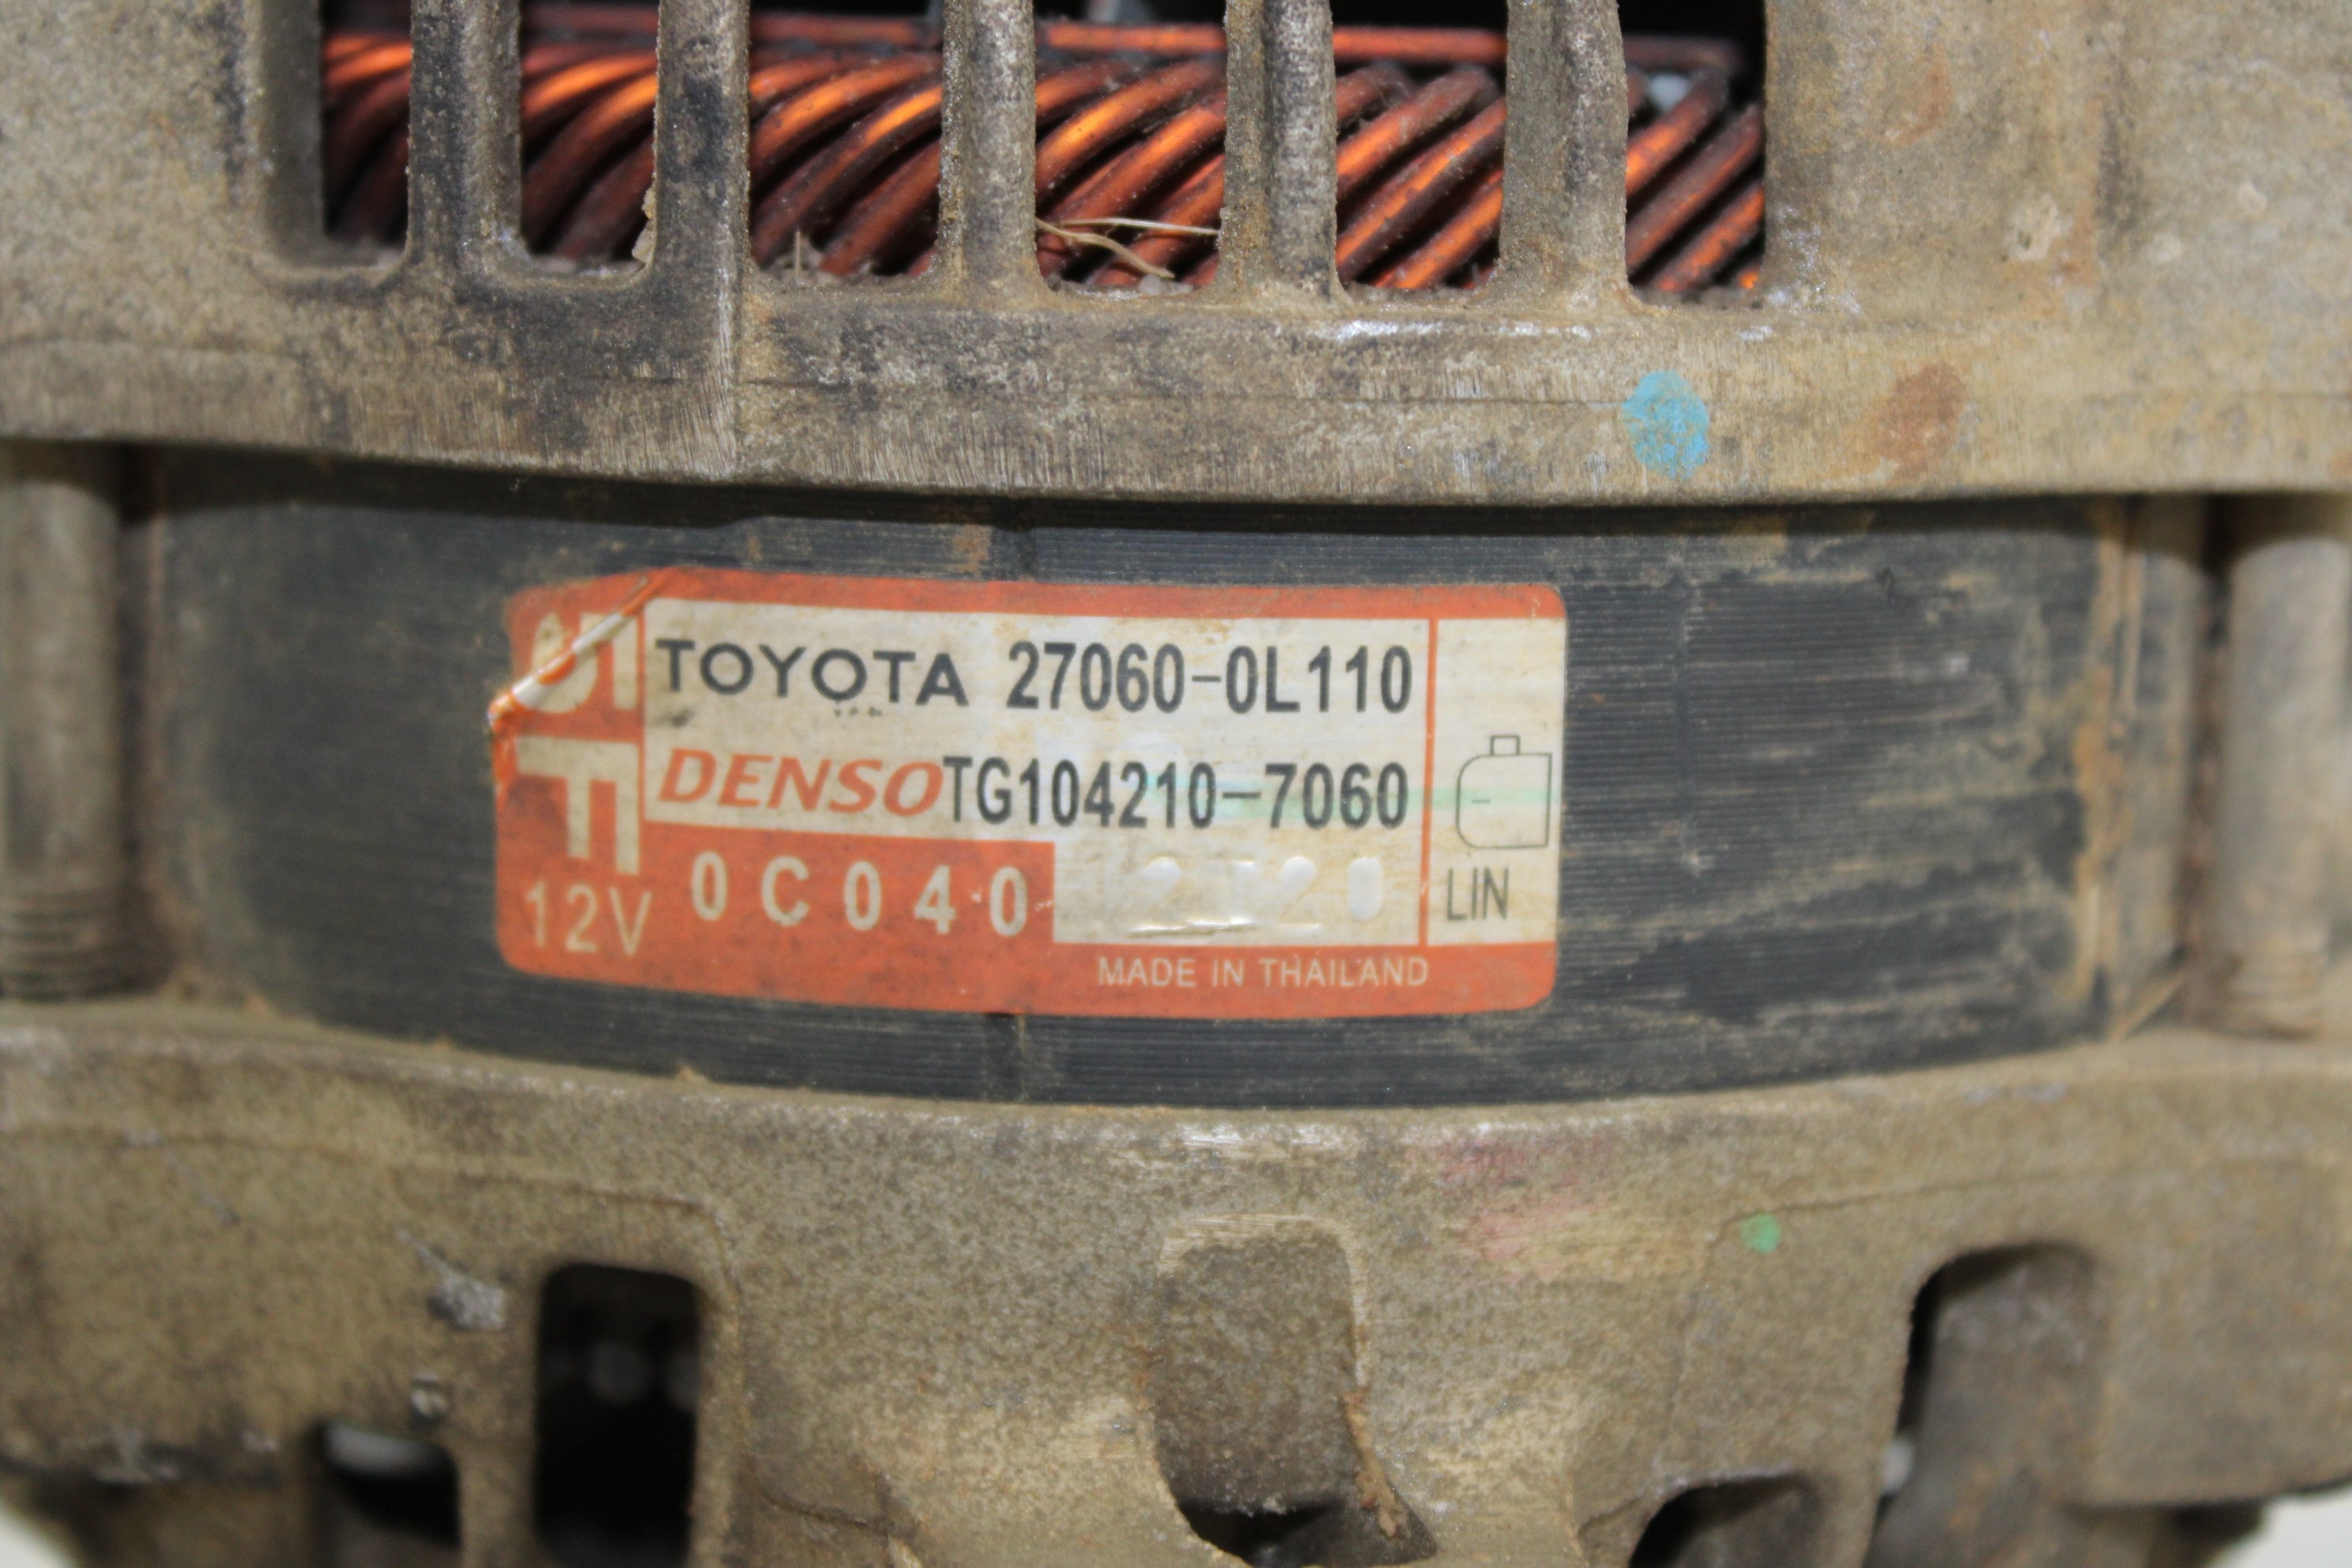 TOYOTA 27060-0L110
DENSO TG104210-7060
0C040
12V
LIN
MADE IN THAILAND